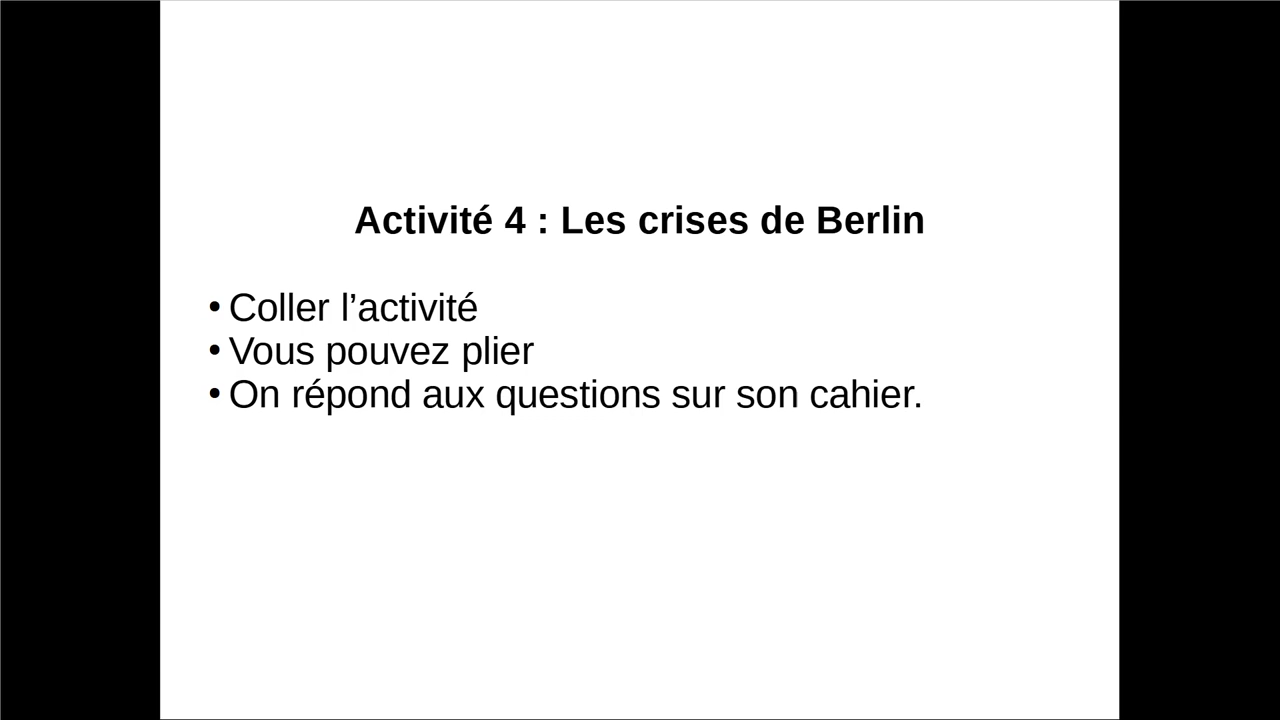 Activité 4 : Les crises de Berlin
• Coller l’activité
• Vous pouvez plier
• On répond aux questions sur son cahier.